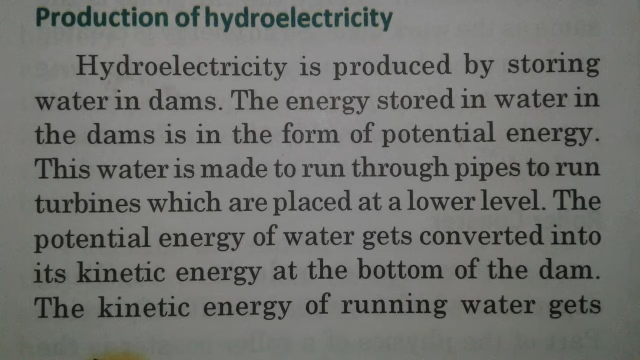 Production of hydroelectricity
Hydroelectricity is produced by storing
water in dams. The energy stored in water in
the dams is in the form of potential energy.
This water is made to run through pipes to run
turbines which are placed at a lower level. The
potential energy of water gets converted into
its kinetic energy at the bottom of the dam.
The kinetic energy of running water gets